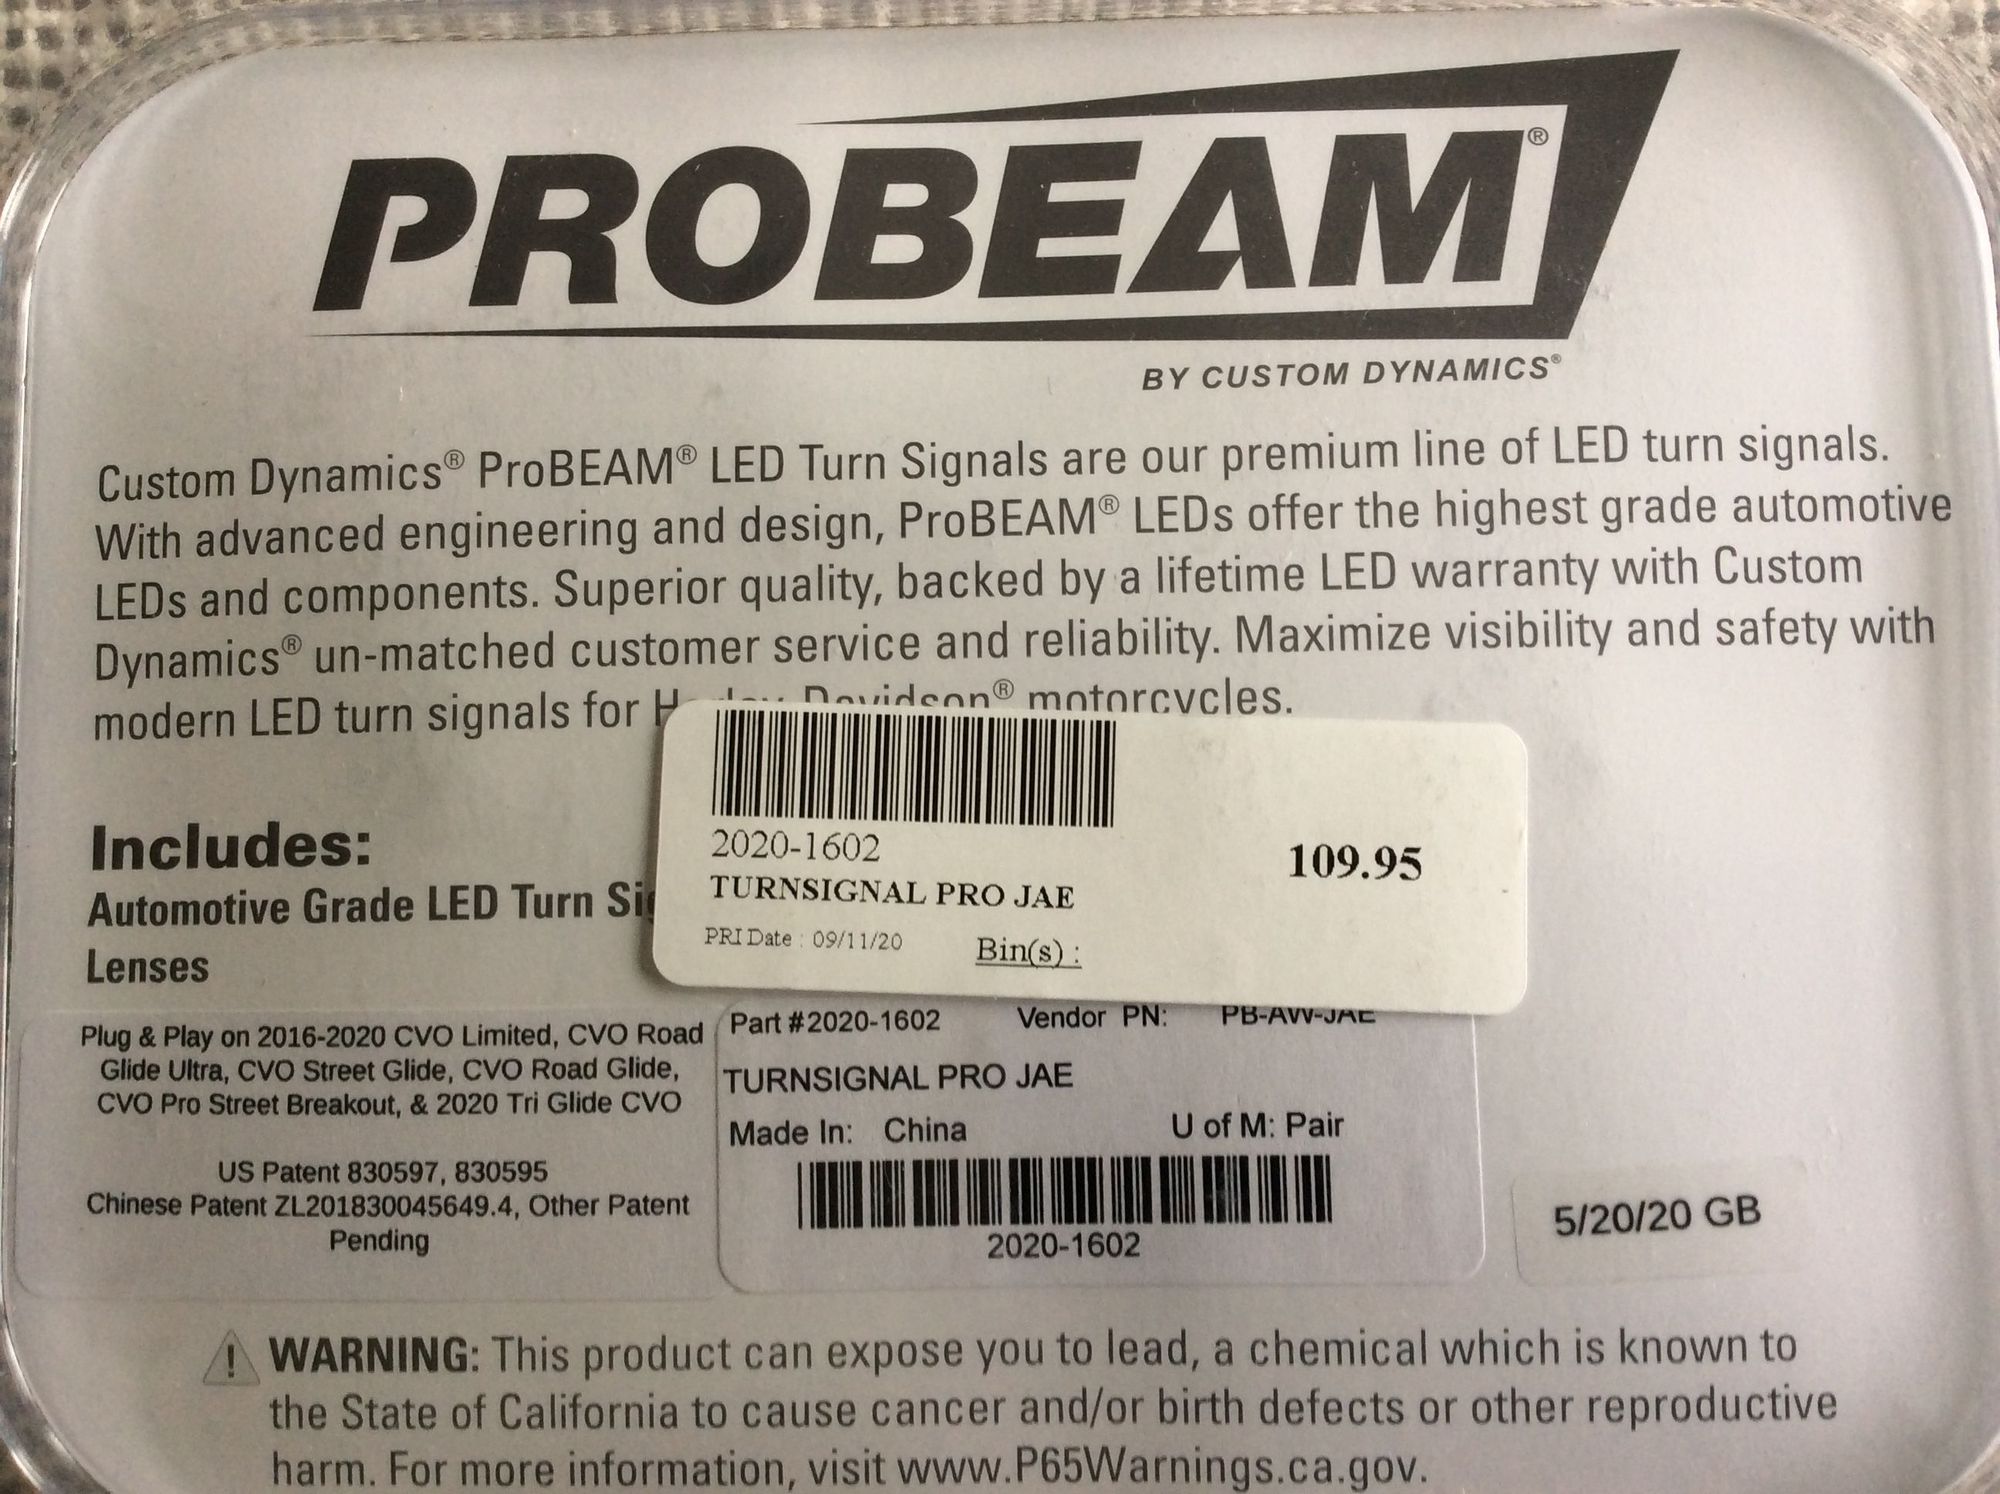 PROBEAM®
BY CUSTOM DYNAMICS®
Custom Dynamics® ProBEAM® LED Turn Signals are our premium line of LED turn signals.
With advanced engineering and design, ProBEAM® LEDs offer the highest grade automotive
LEDs and components. Superior quality, backed by a lifetime LED warranty with Custom
Dynamics® un-matched customer service and reliability. Maximize visibility and safety with
modern LED turn signals for Davidson® motorcycles.
2020-1602
109.95
TURNSIGNAL PRO JAE
PRI Date : 09/11/20 Bin(s) :
Includes:
Automotive Grade LED Turn
Lenses
Plug & Play on 2016-2020 CVO Limited, CVO Road
Glide Ultra, CVO Street Glide, CVO Road Glide,
CVO Pro Street Breakout, & 2020 Tri Glide CVO
US Patent 830597, 830595
Chinese Patent ZL201830045649.4, Other Patent
Pending
Part #2020-1602 Vendor PN: PB-AW-JAE
TURNSIGNAL PRO JAE
Made In: China U of M: Pair
2020-1602
5/20/20 GB
WARNING: This product can expose you to lead, a chemical which is known to
the State of California to cause cancer and/or birth defects or other reproductive
harm. For more information, visit www.P65Warnings.ca.gov.